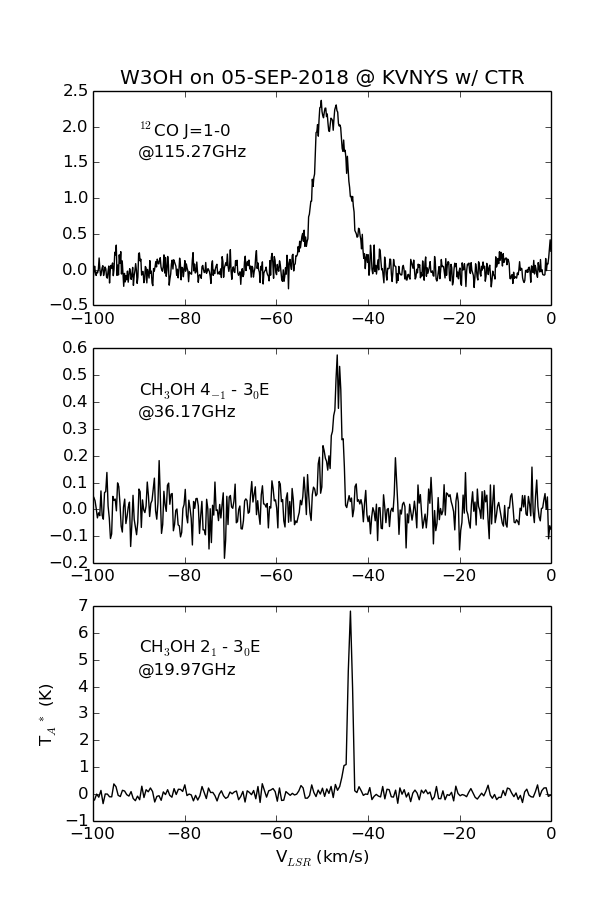 W3OH on 05-SEP-2018 @ KVNYS w/ CTR
2.5
2.0
1.5
1.0
0.5
0.0
−0.5
¹²CO J=1-0
@115.27GHz
−100 −80 −60 −40 −20 0
0.6
0.5
0.4
0.3
0.2
0.1
0.0
−0.1
−0.2
CH₃OH 4₋₁ - 3₀E
@36.17GHz
−100 −80 −60 −40 −20 0
7
6
5
4
3
2
1
0
−1
CH₃OH 2₁ - 3₀E
@19.97GHz
T_A* (K)
−100 −80 −60 −40 −20 0
V_LSR (km/s)